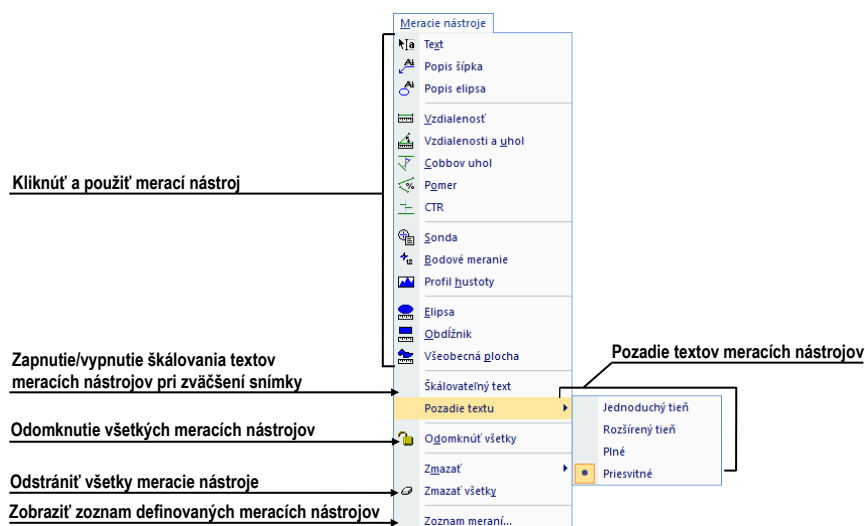 Meracie nástroje
Text
Popis šípka
Popis elipsa
Vzdialenosť
Vzdialenosti a uhol
Cobbov uhol
Pomer
CTR
Sonda
Bodové meranie
Profil hustoty
Elipsa
Obdĺžnik
Všeobecná plocha
Škálovateľný text
Pozadie textu
Odomknúť všetky
Zmazať
Zmazať všetky
Zoznam meraní...
Jednoduchý tieň
Rozšírený tieň
Plné
Priesvitné
Kliknúť a použiť merací nástroj
Zapnutie/vypnutie škálovania textov
meracích nástrojov pri zväčšení snímky
Odomknutie všetkých meracích nástrojov
Odstrániť všetky meracie nástroje
Zobraziť zoznam definovaných meracích nástrojov
Pozadie textov meracích nástrojov